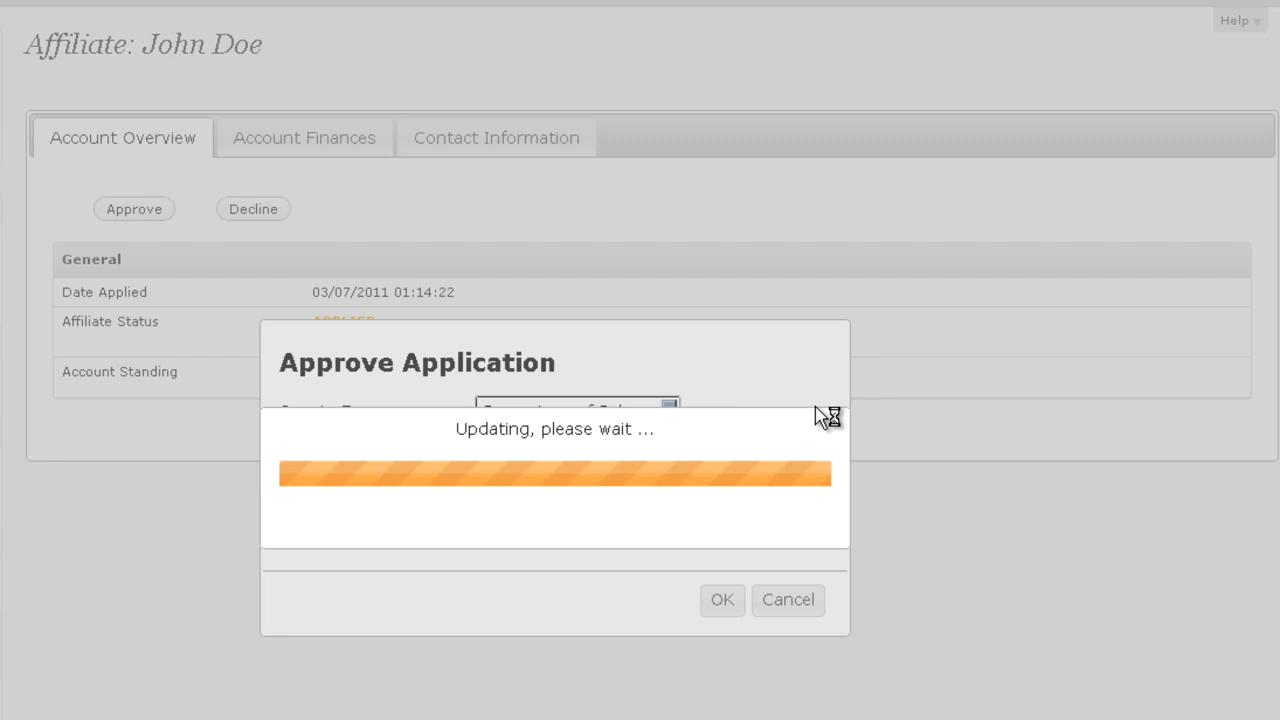 Help
Affiliate: John Doe
Account Overview
Account Finances
Contact Information
Approve
Decline
General
Date Applied 03/07/2011 01:14:22
Affiliate Status
Account Standing
Approve Application
Updating, please wait ...
OK
Cancel